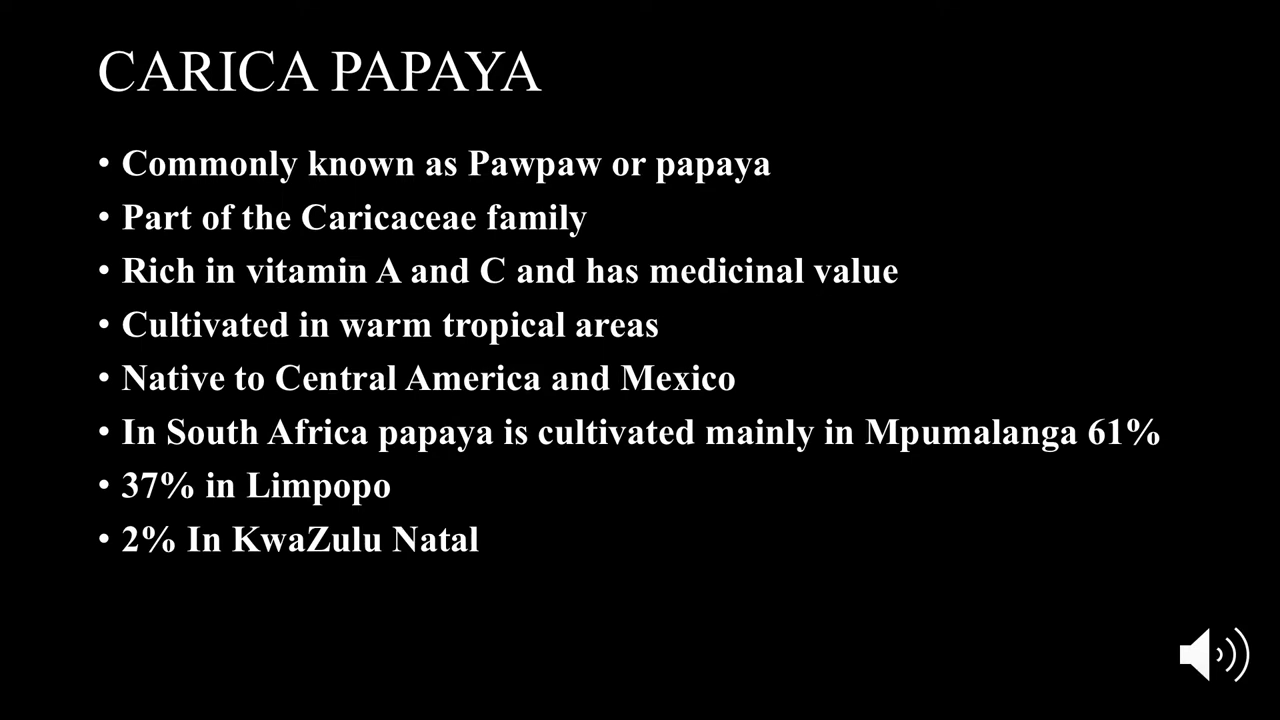 CARICA PAPAYA
• Commonly known as Pawpaw or papaya
• Part of the Caricaceae family
• Rich in vitamin A and C and has medicinal value
• Cultivated in warm tropical areas
• Native to Central America and Mexico
• In South Africa papaya is cultivated mainly in Mpumalanga 61%
• 37% in Limpopo
• 2% In KwaZulu Natal